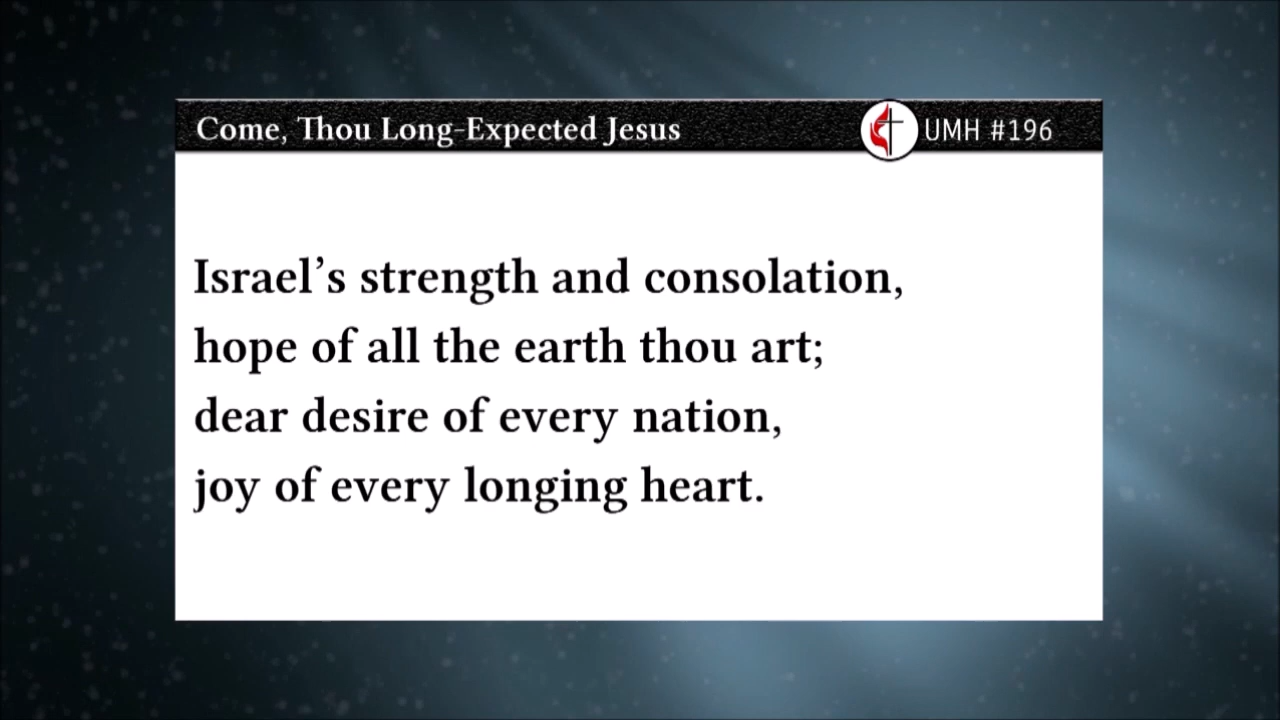 Come, Thou Long-Expected Jesus UMH #196
Israel’s strength and consolation,
hope of all the earth thou art;
dear desire of every nation,
joy of every longing heart.